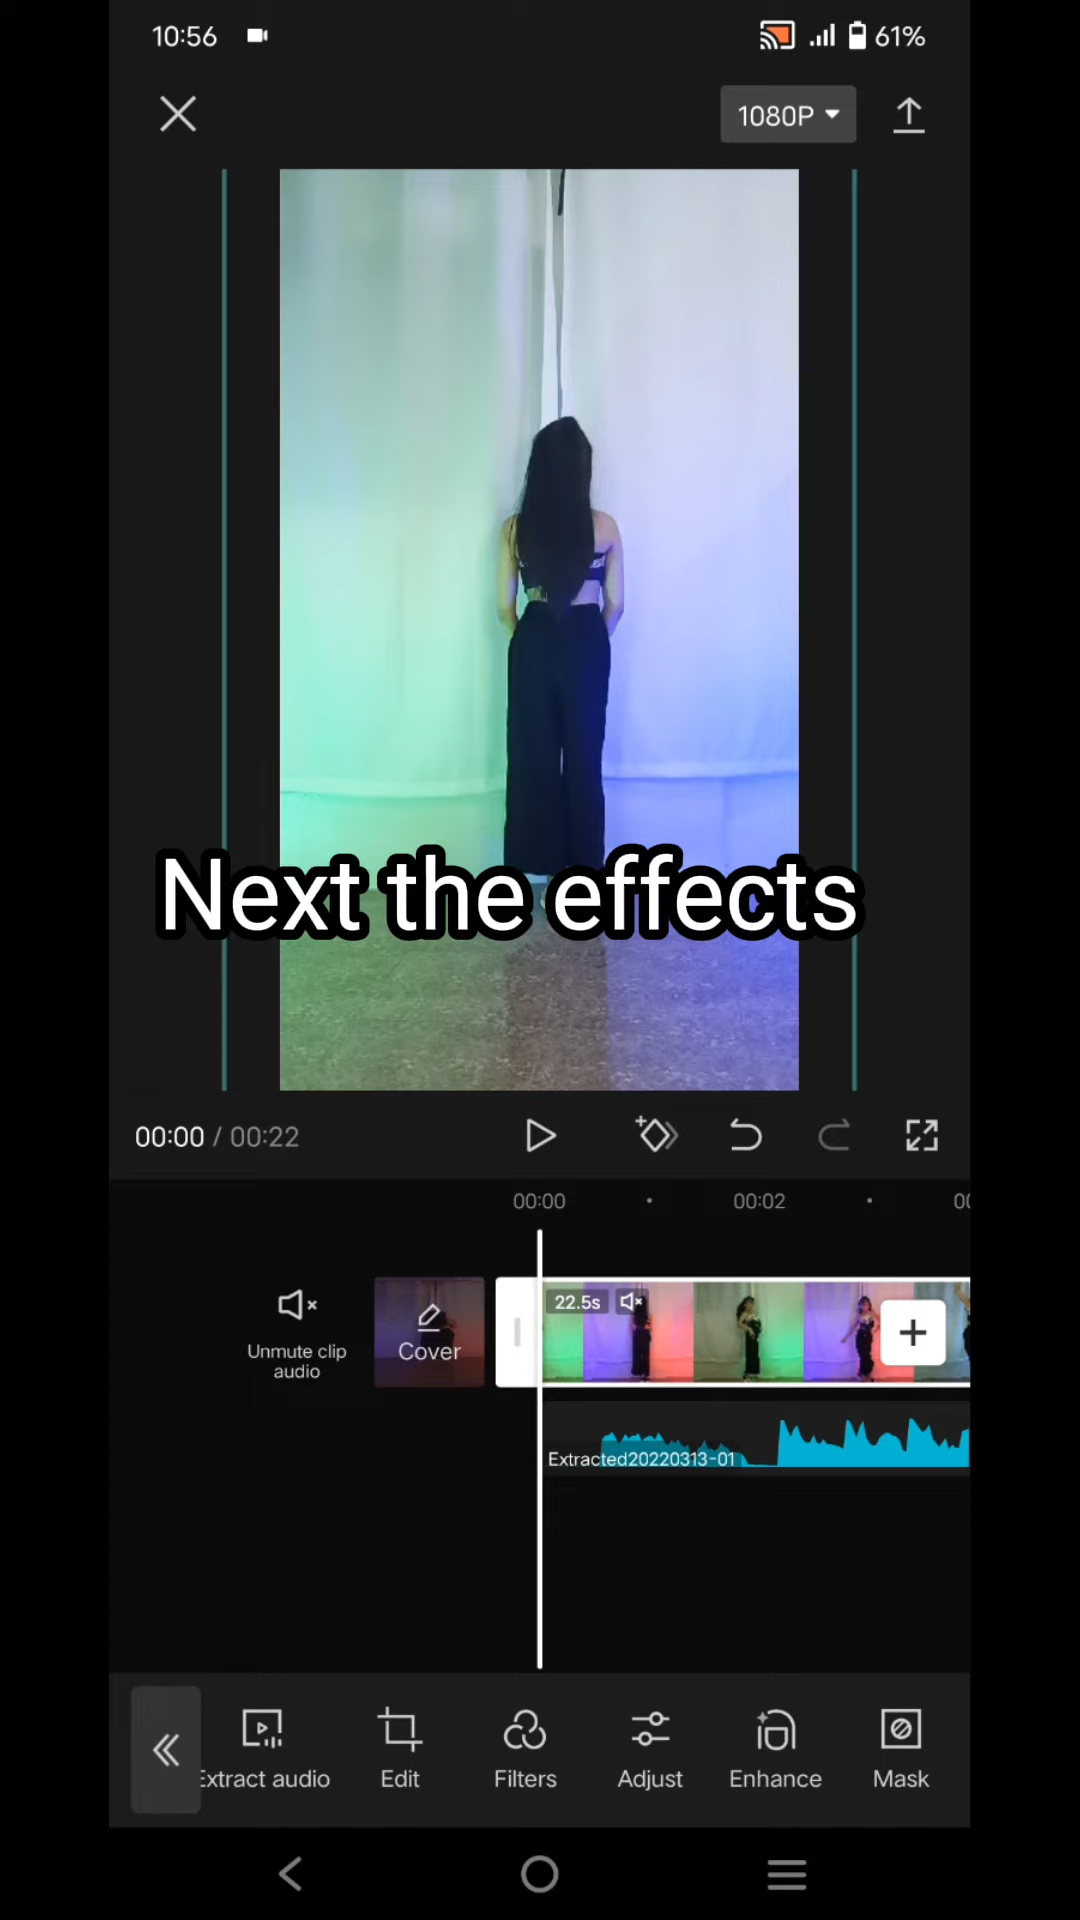 10:56
61%
1080P
Next the effects
00:00 / 00:22
00:00
00:02
22.5s
Cover
Unmute clip
audio
Extracted20220313-01
Extract audio
Edit
Filters
Adjust
Enhance
Mask